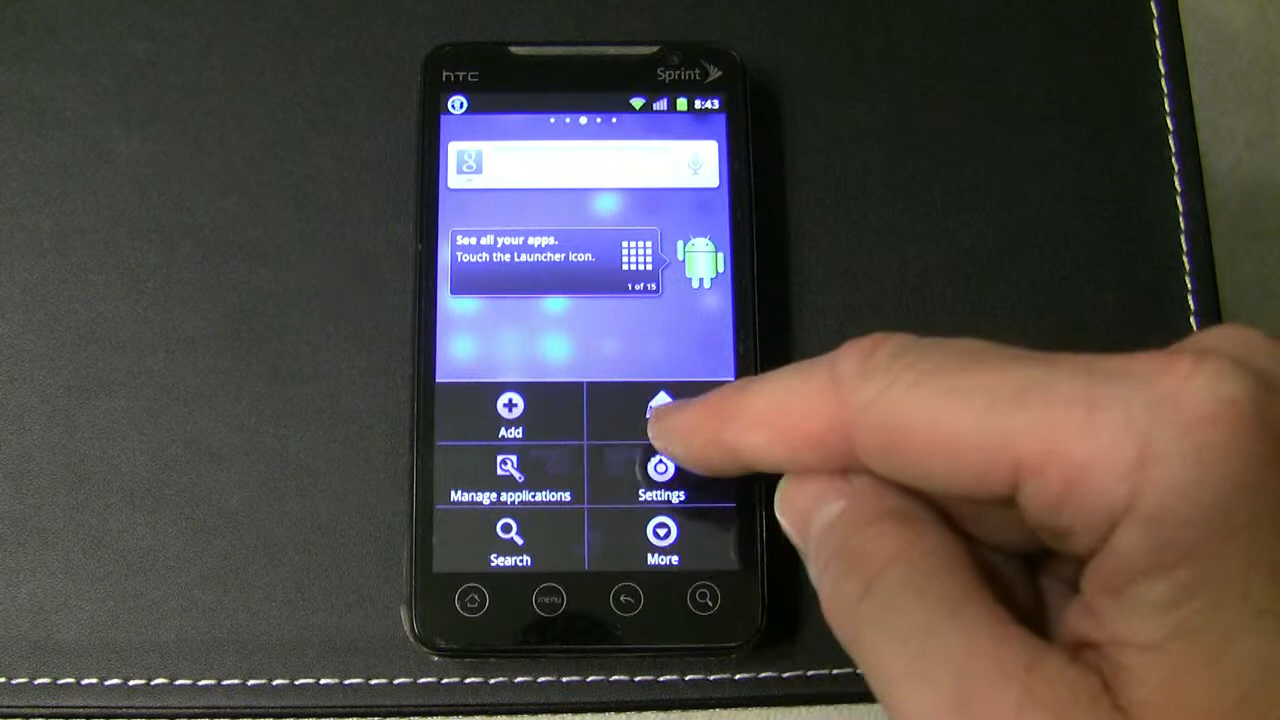 hTC Sprint
8:43
See all your apps.
Touch the Launcher icon.
1 of 15
Add
Manage applications Settings
Search More
menu